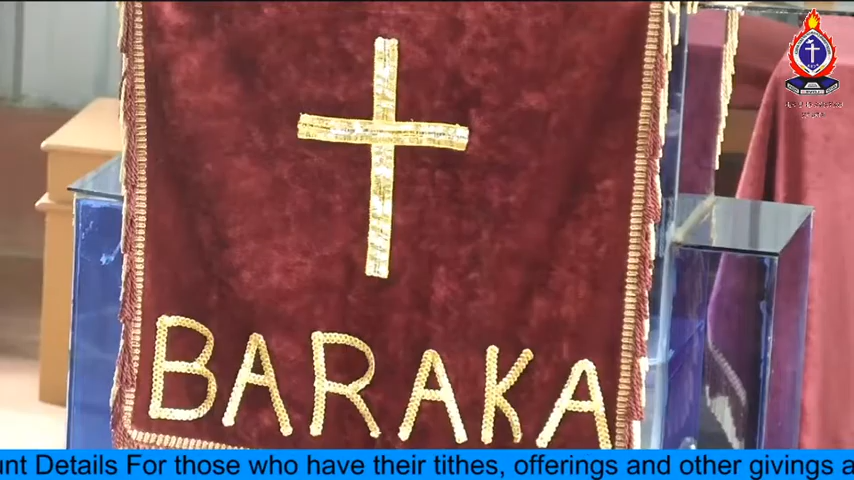 BARAKA
unt Details For those who have their tithes, offerings and other givings a